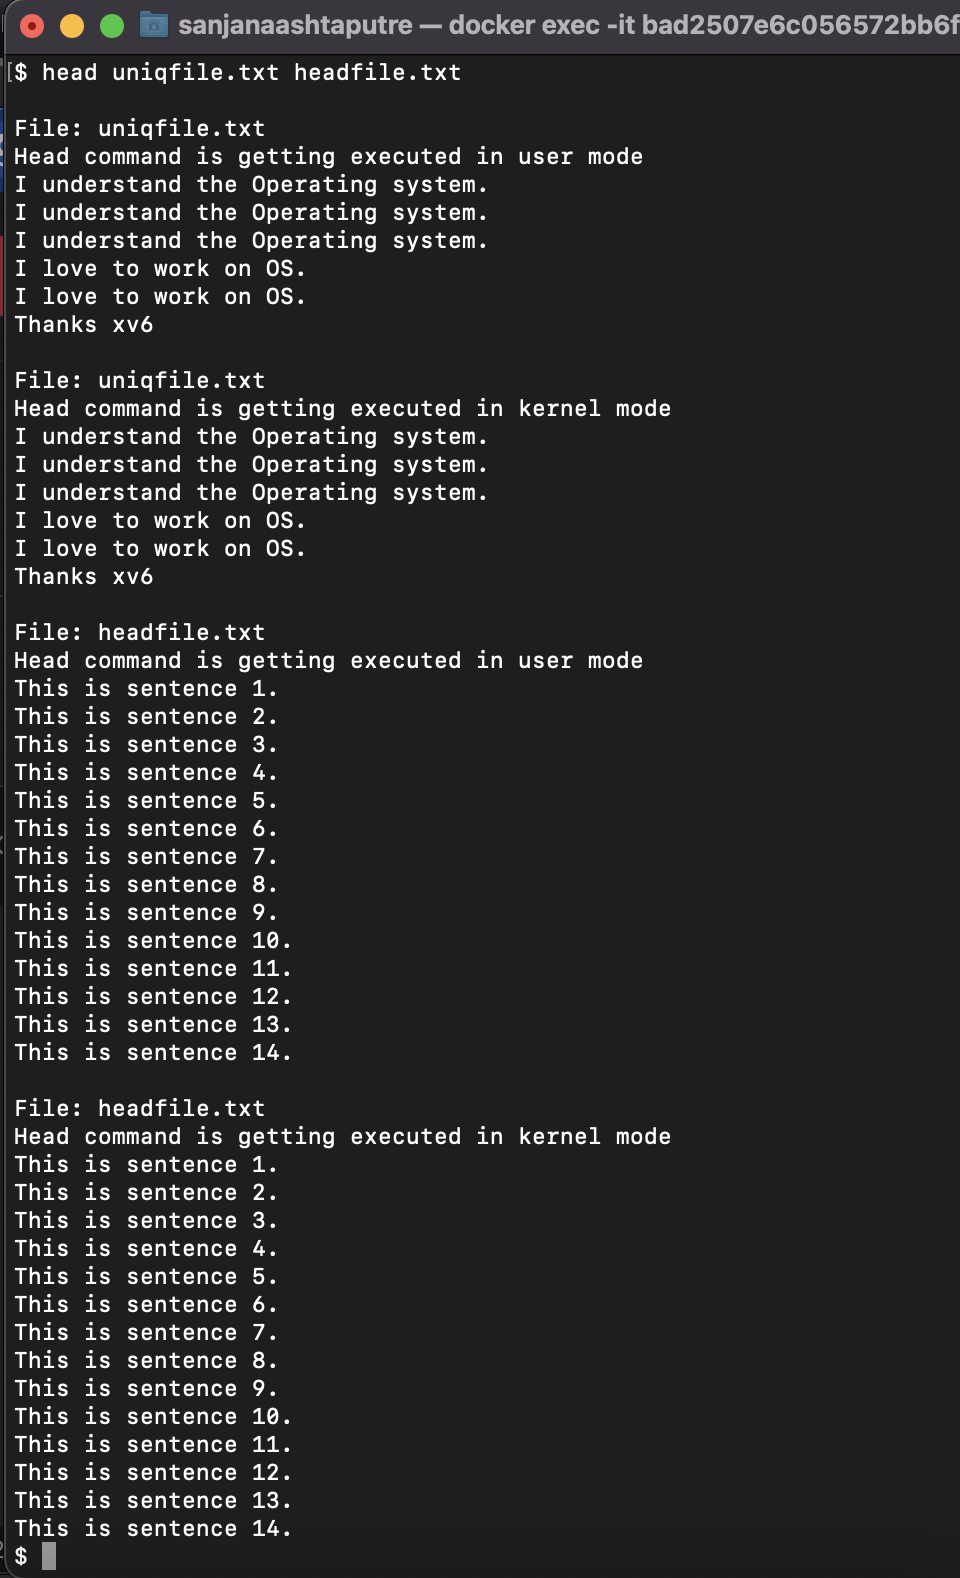 sanjanaashtaputre — docker exec -it bad2507e6c056572bb6f
[$ head uniqfile.txt headfile.txt
File: uniqfile.txt
Head command is getting executed in user mode
I understand the Operating system.
I understand the Operating system.
I understand the Operating system.
I love to work on OS.
I love to work on OS.
Thanks xv6
File: uniqfile.txt
Head command is getting executed in kernel mode
I understand the Operating system.
I understand the Operating system.
I understand the Operating system.
I love to work on OS.
I love to work on OS.
Thanks xv6
File: headfile.txt
Head command is getting executed in user mode
This is sentence 1.
This is sentence 2.
This is sentence 3.
This is sentence 4.
This is sentence 5.
This is sentence 6.
This is sentence 7.
This is sentence 8.
This is sentence 9.
This is sentence 10.
This is sentence 11.
This is sentence 12.
This is sentence 13.
This is sentence 14.
File: headfile.txt
Head command is getting executed in kernel mode
This is sentence 1.
This is sentence 2.
This is sentence 3.
This is sentence 4.
This is sentence 5.
This is sentence 6.
This is sentence 7.
This is sentence 8.
This is sentence 9.
This is sentence 10.
This is sentence 11.
This is sentence 12.
This is sentence 13.
This is sentence 14.
$